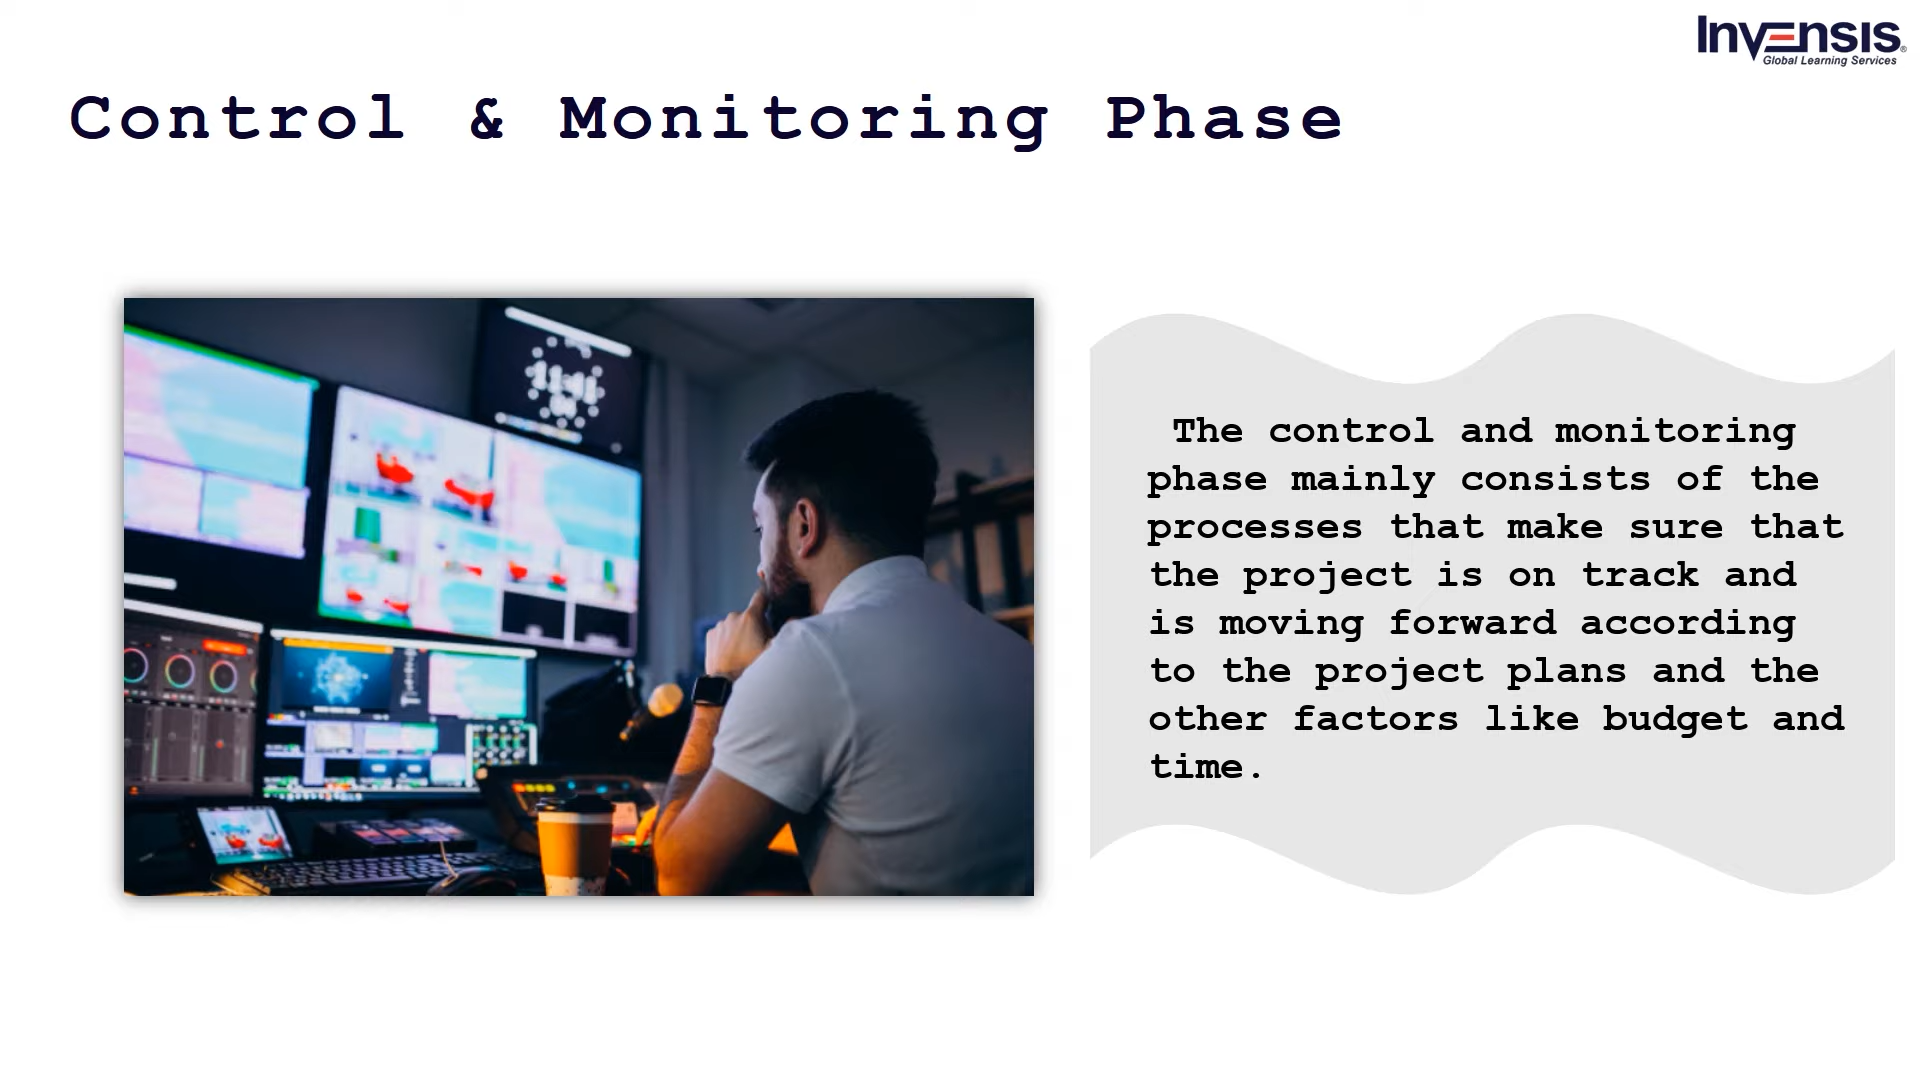 Invensis®
Global Learning Services
Control & Monitoring Phase
The control and monitoring
phase mainly consists of the
processes that make sure that
the project is on track and
is moving forward according
to the project plans and the
other factors like budget and
time.